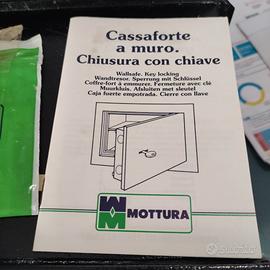 Cassaforte
a muro.
Chiusura con chiave
Wallsafe. Key locking
Wandtresor. Sperrung mit Schlüssel
Coffre-fort à emmurer. Fermeture avec clé
Muurkluis. Afsluiten met sleutel
Caja fuerte empotrada. Cierre con llave
MOTTURA